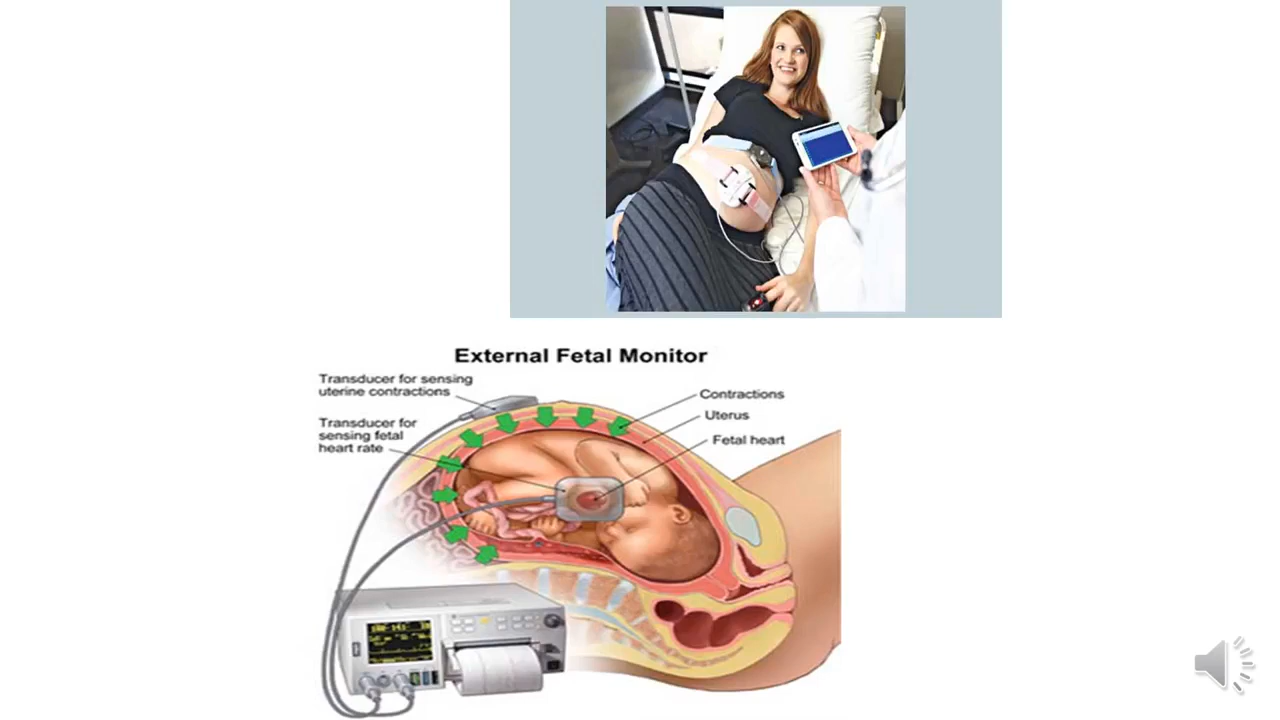 External Fetal Monitor
Transducer for sensing
uterine contractions
Transducer for
sensing fetal
heart rate
Contractions
Uterus
Fetal heart